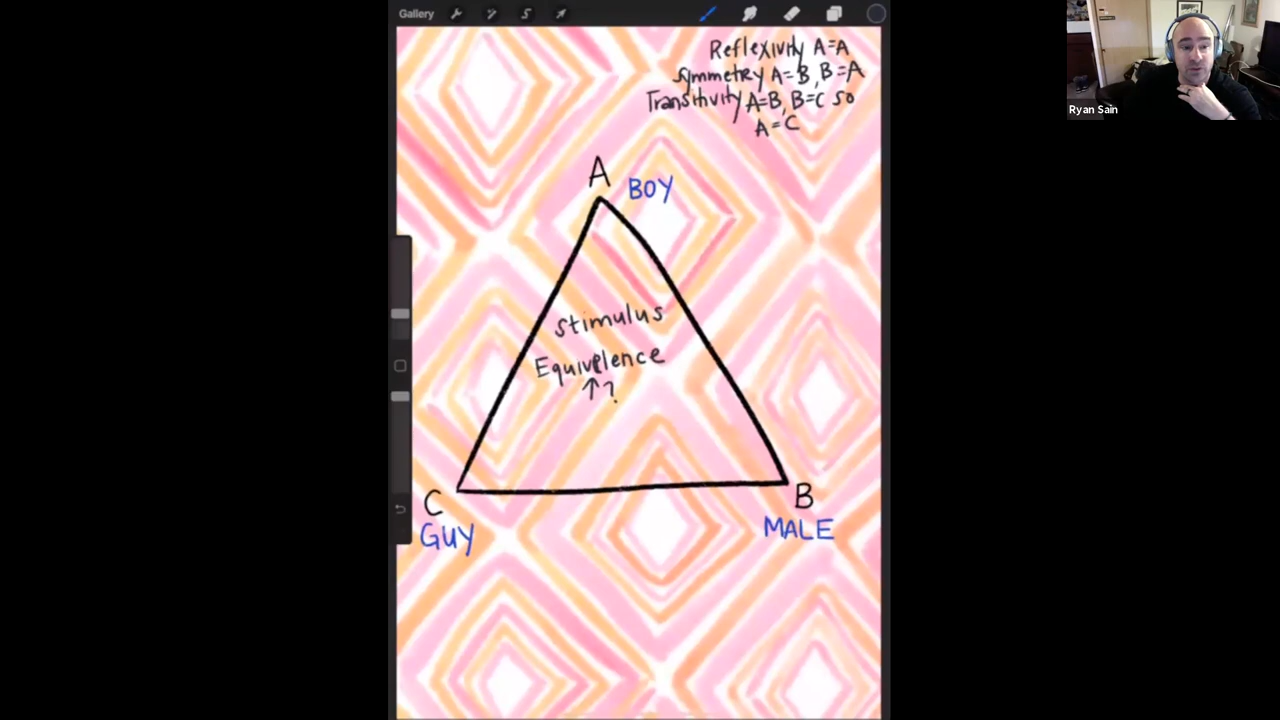 Gallery
Reflexivity A=A
Symmetry A=B, B=A
Transitivity A=B, B=C so
A=C
Ryan Sain
A
BOY
Stimulus
Equivelence
↑?
C
B
GUY
MALE